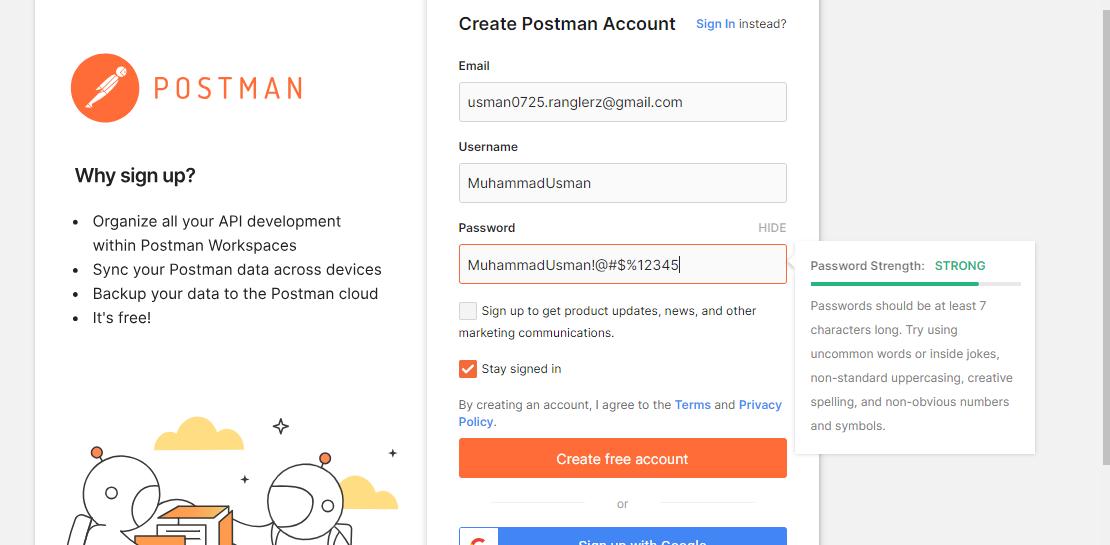 POSTMAN
Why sign up?
• Organize all your API development
within Postman Workspaces
• Sync your Postman data across devices
• Backup your data to the Postman cloud
• It's free!
Create Postman Account
Sign In instead?
Email
usman0725.ranglerz@gmail.com
Username
MuhammadUsman
Password
HIDE
MuhammadUsman!@#$%12345
Sign up to get product updates, news, and other
marketing communications.
Stay signed in
By creating an account, I agree to the Terms and Privacy
Policy.
Create free account
or
Sign up with Google
Password Strength: STRONG
Passwords should be at least 7
characters long. Try using
uncommon words or inside jokes,
non-standard uppercasing, creative
spelling, and non-obvious numbers
and symbols.